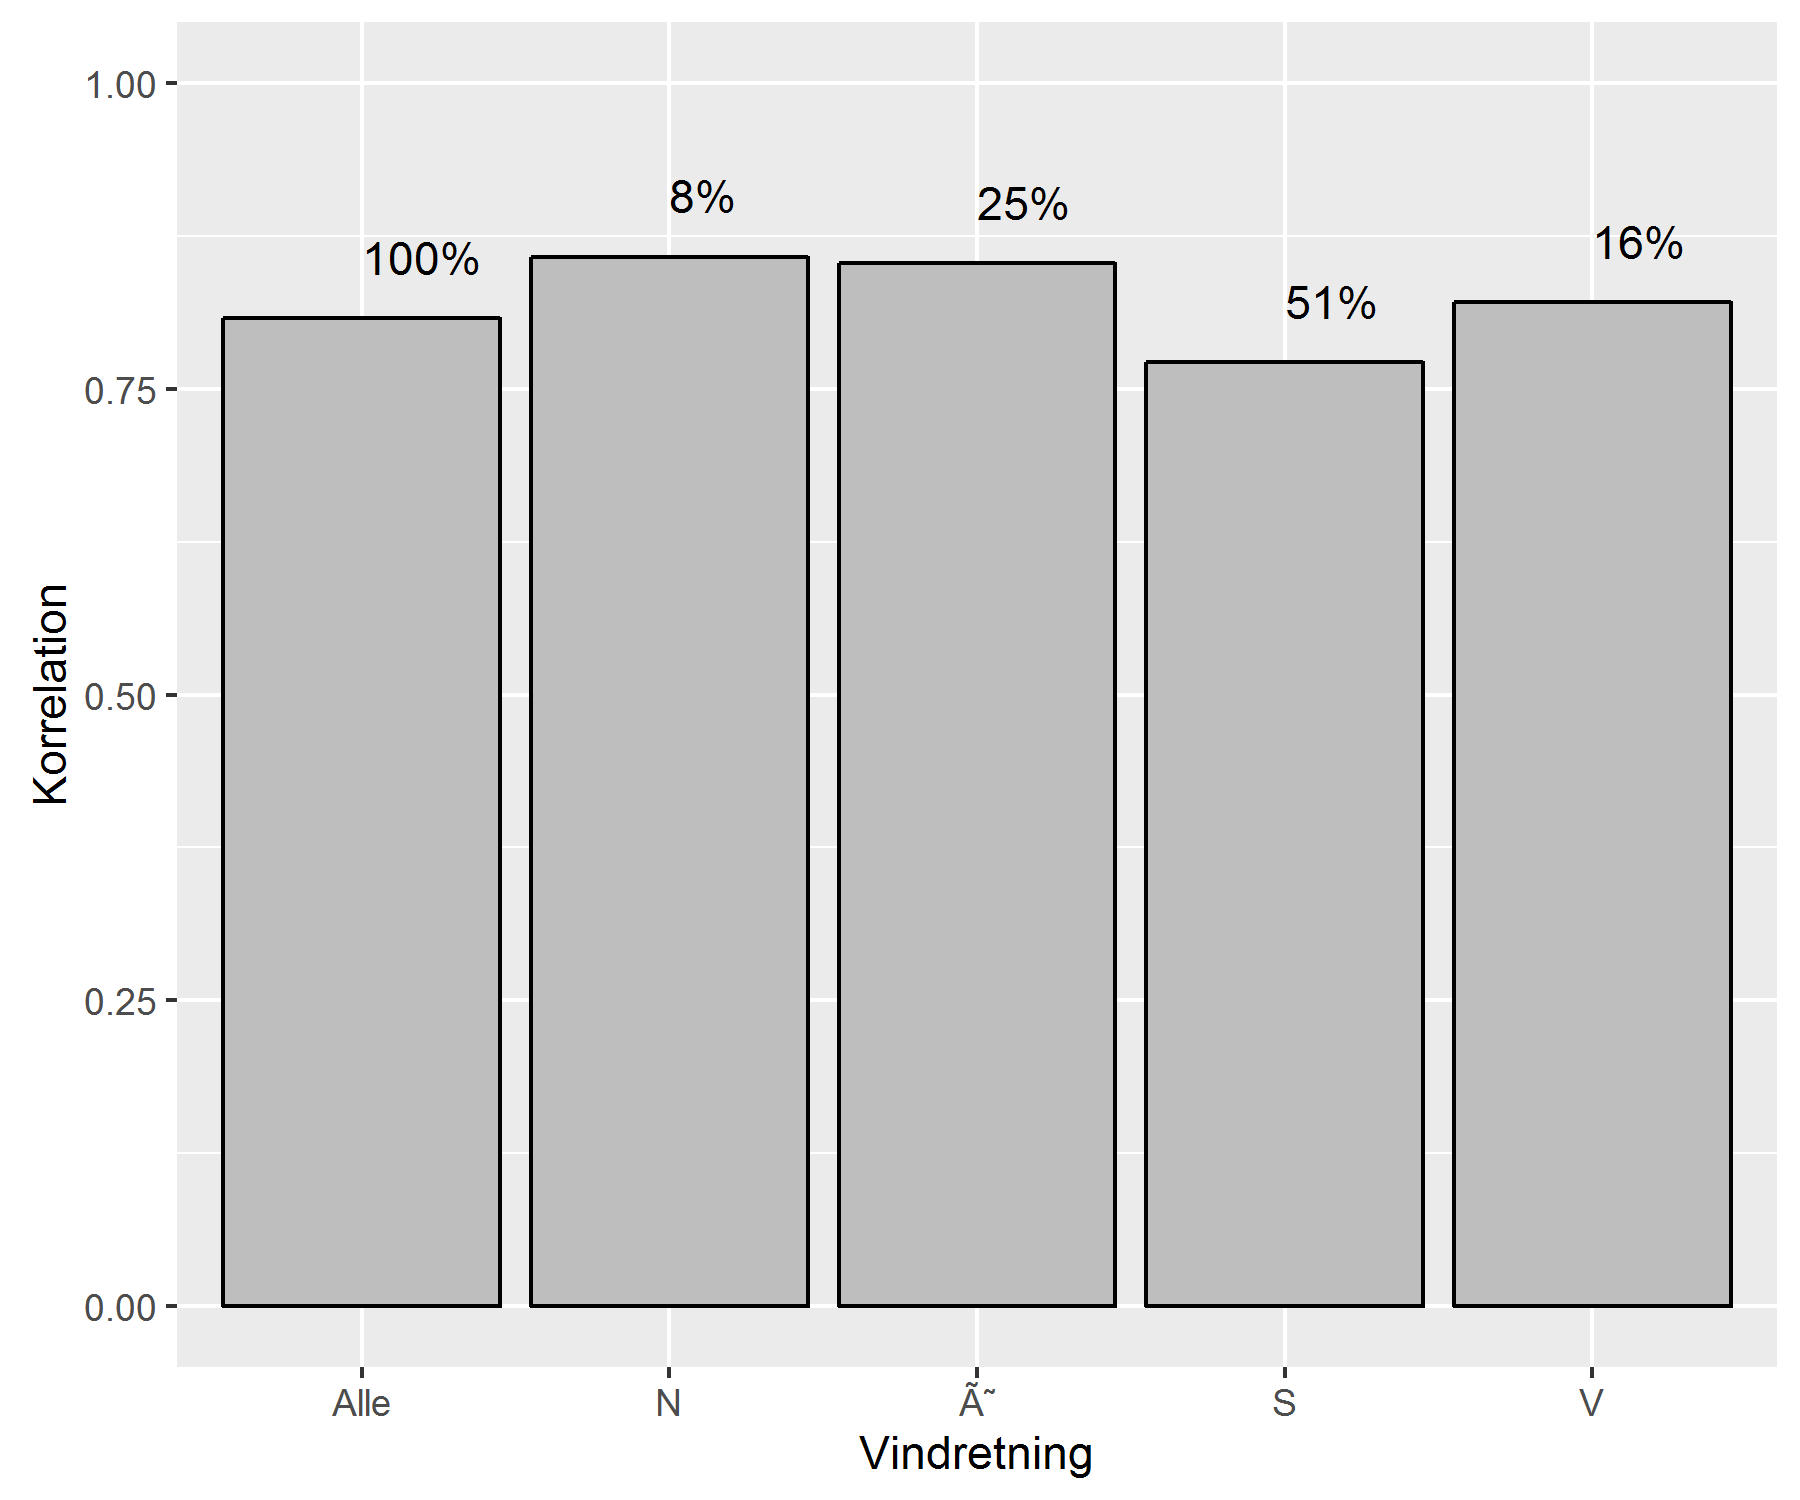 1.00
0.75
0.50
0.25
0.00
Korrelation
100%
8%
25%
51%
16%
Alle
N
Ã˜
S
V
Vindretning